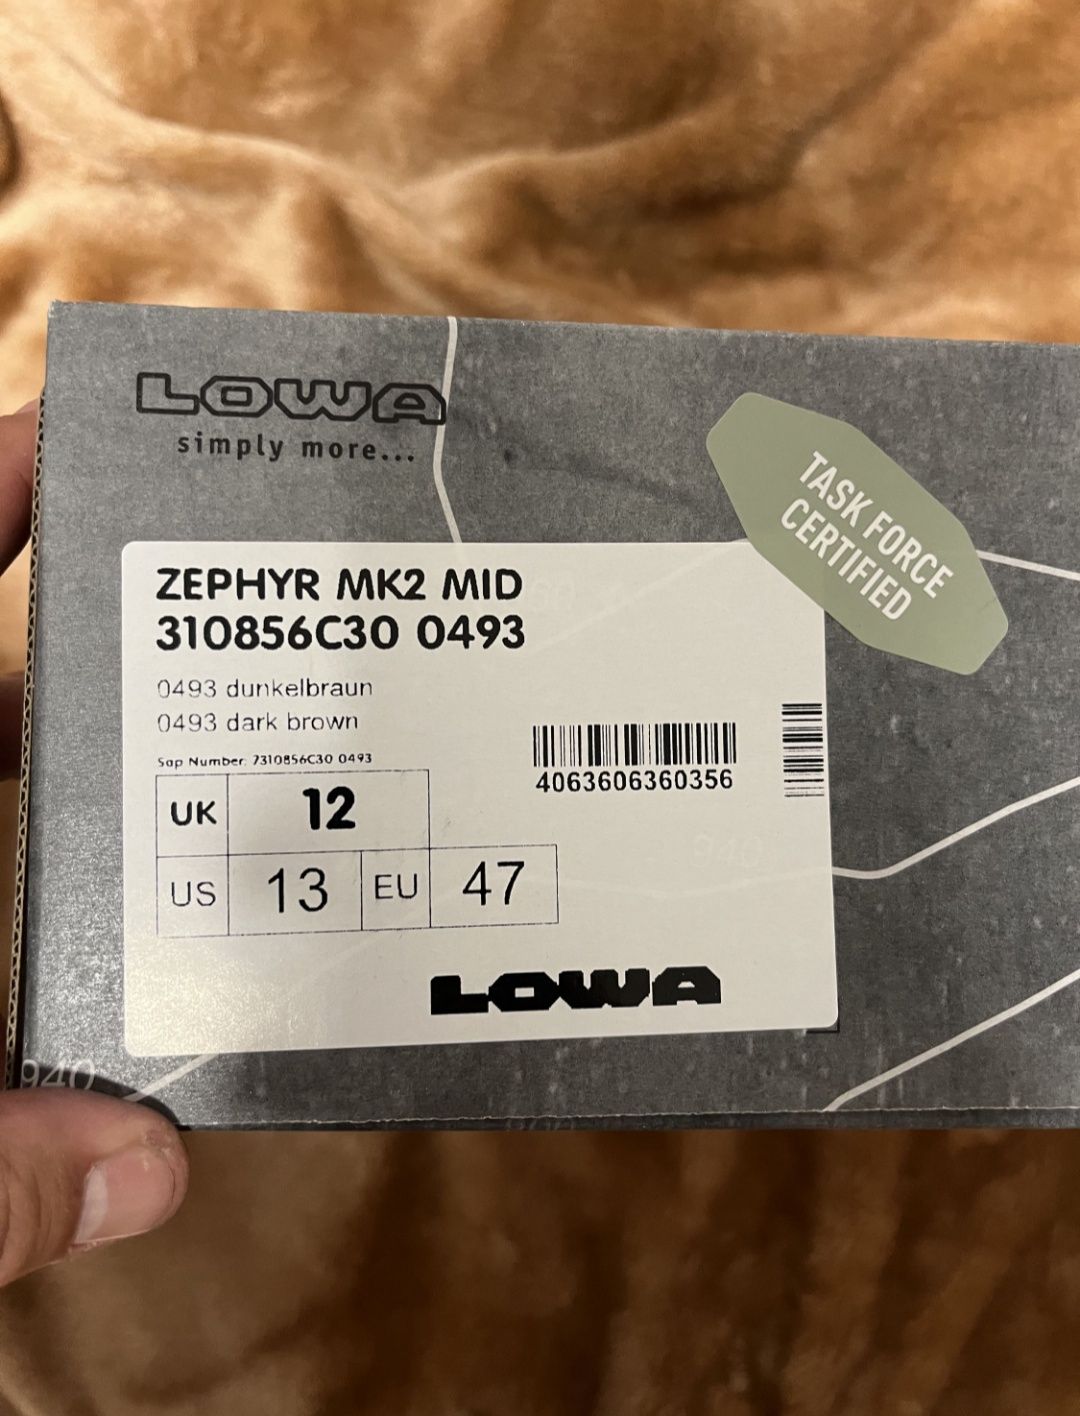 LOWA
simply more...
TASK FORCE
CERTIFIED
ZEPHYR MK2 MID
310856C30 0493
0493 dunkelbraun
0493 dark brown
Sap Number: 7310856C30 0493
4063606360356
UK 12
US 13 EU 47
LOWA
940